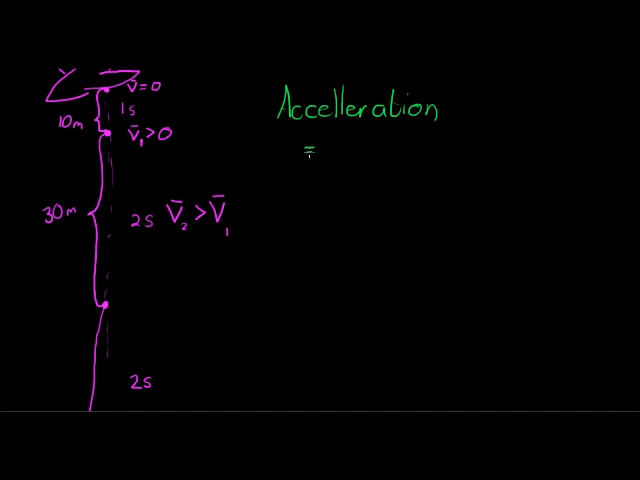 v̅=0
1s
10m
v̅₁>0
Accelleration
=
30m
2s V̅₂ > V̅₁
2s